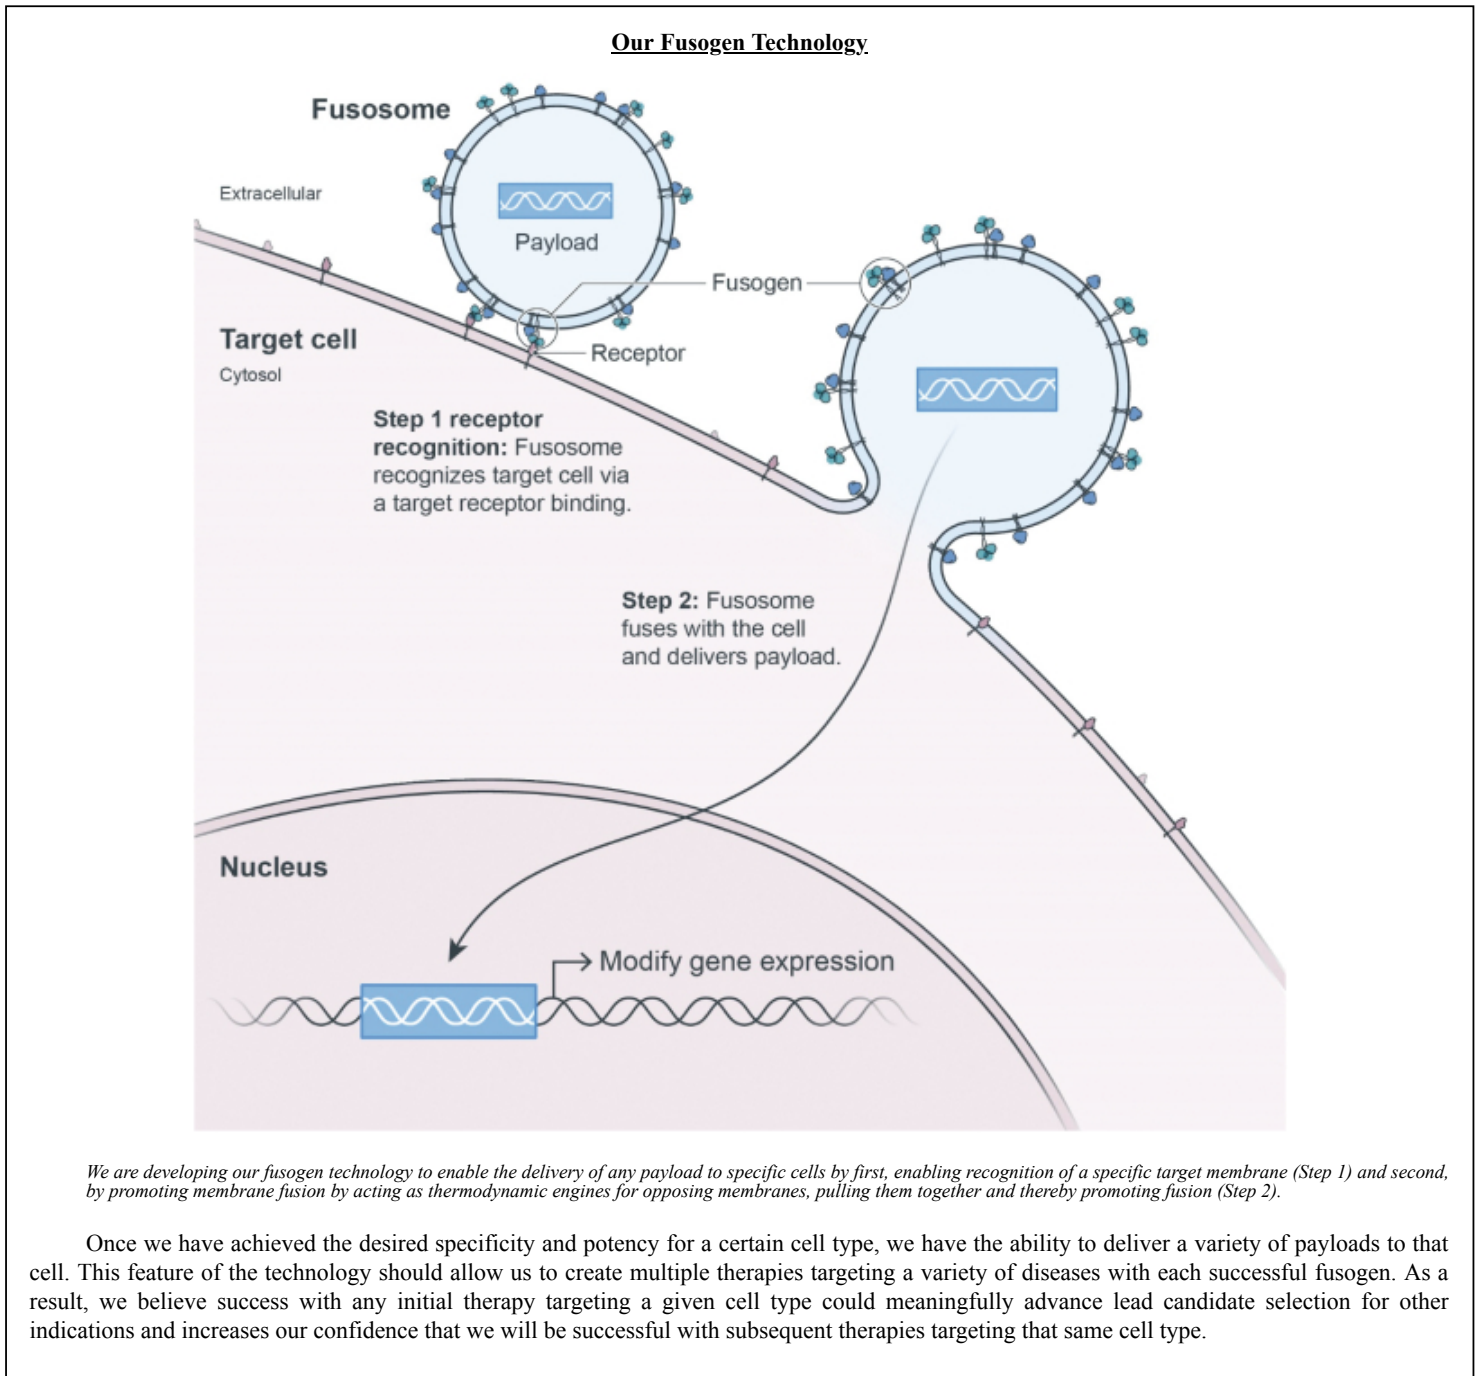 Our Fusogen Technology
Fusosome
Extracellular
Payload
Fusogen
Target cell
Cytosol
Receptor
Step 1 receptor
recognition: Fusosome
recognizes target cell via
a target receptor binding.
Step 2: Fusosome
fuses with the cell
and delivers payload.
Nucleus
Modify gene expression
We are developing our fusogen technology to enable the delivery of any payload to specific cells by first, enabling recognition of a specific target membrane (Step 1) and second,
by promoting membrane fusion by acting as thermodynamic engines for opposing membranes, pulling them together and thereby promoting fusion (Step 2).
Once we have achieved the desired specificity and potency for a certain cell type, we have the ability to deliver a variety of payloads to that
cell. This feature of the technology should allow us to create multiple therapies targeting a variety of diseases with each successful fusogen. As a
result, we believe success with any initial therapy targeting a given cell type could meaningfully advance lead candidate selection for other
indications and increases our confidence that we will be successful with subsequent therapies targeting that same cell type.